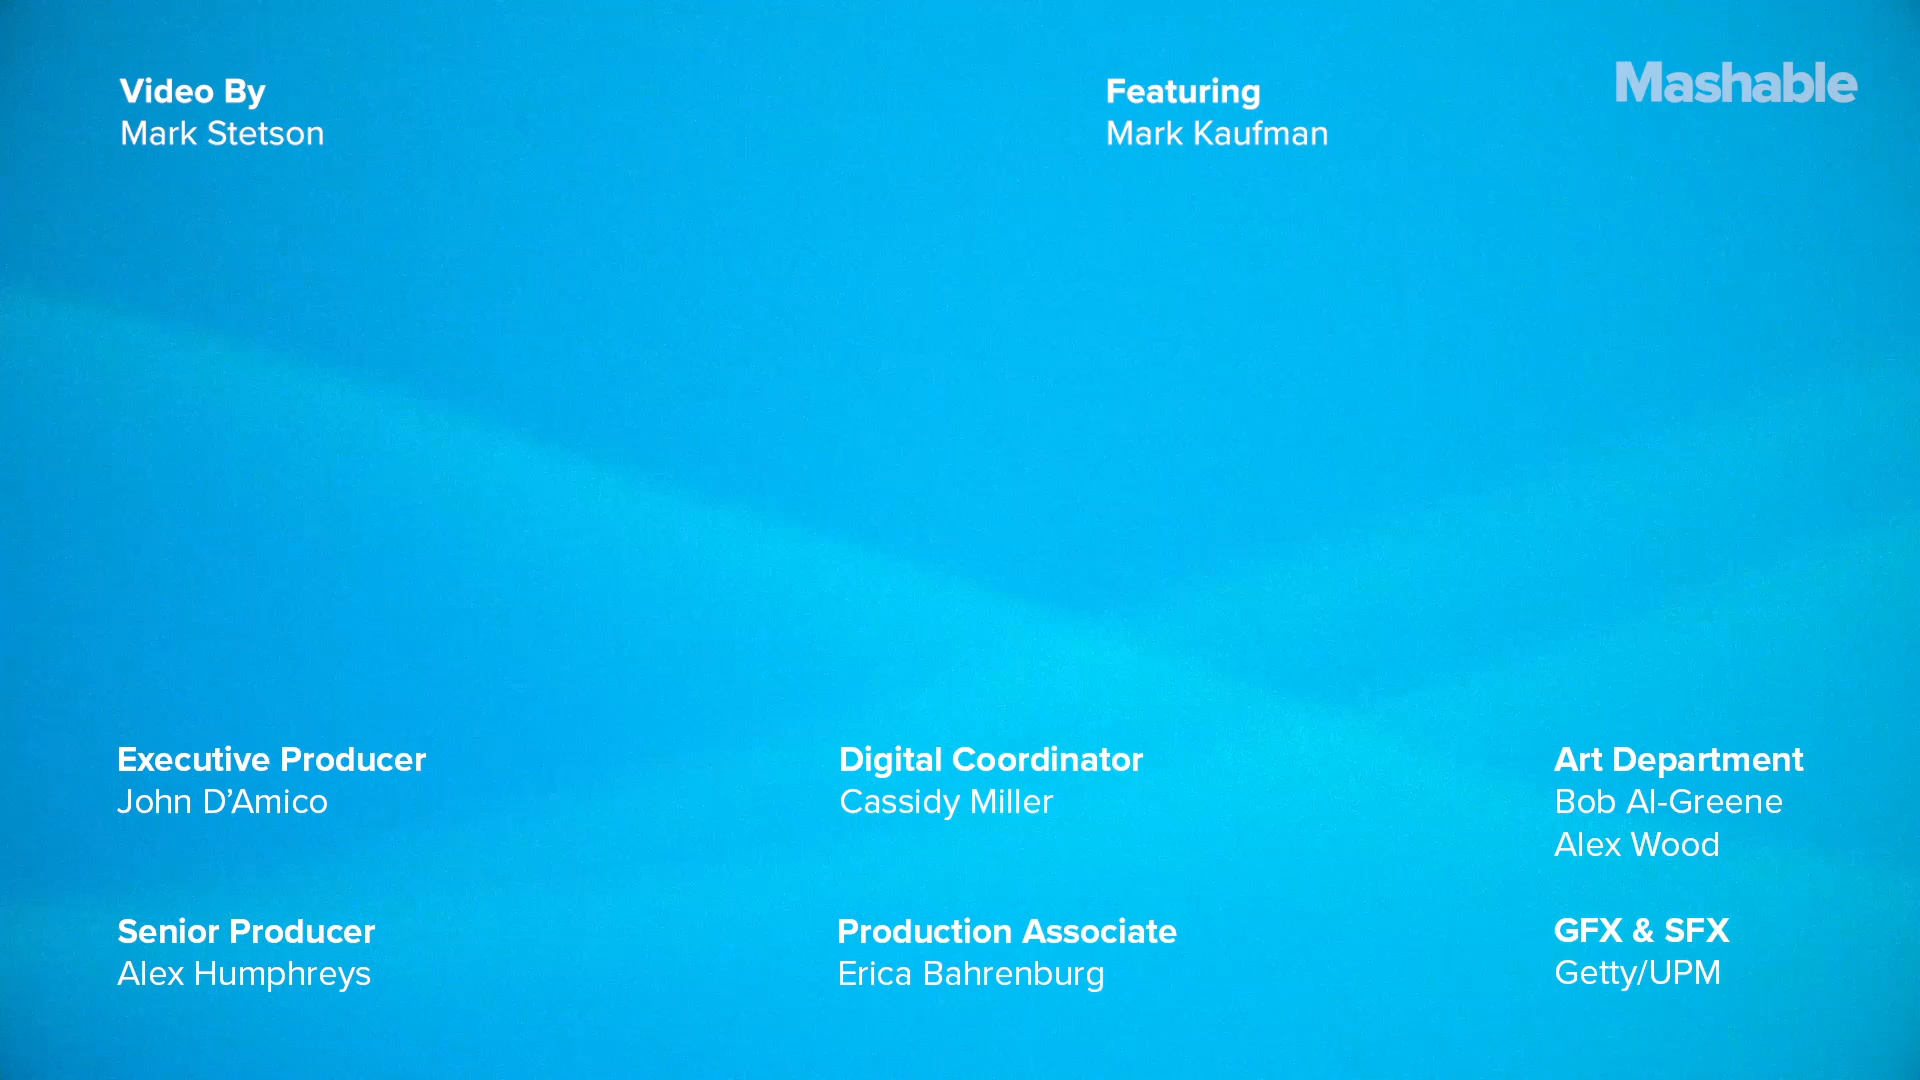 Video By
Mark Stetson
Featuring
Mark Kaufman
Mashable
Executive Producer
John D’Amico
Digital Coordinator
Cassidy Miller
Art Department
Bob Al-Greene
Alex Wood
Senior Producer
Alex Humphreys
Production Associate
Erica Bahrenburg
GFX & SFX
Getty/UPM